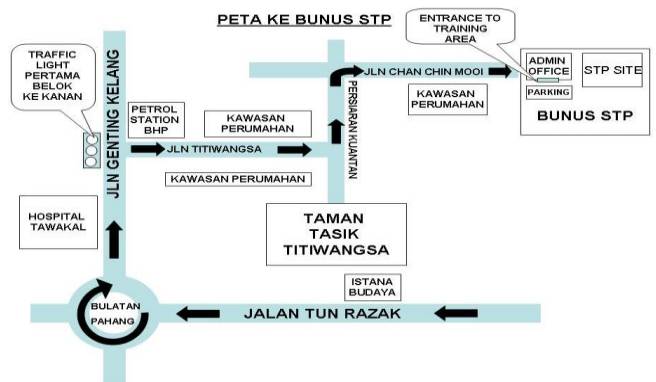 PETA KE BUNUS STP
ENTRANCE TO
TRAINING
AREA
TRAFFIC
LIGHT
PERTAMA
BELOK
KE KANAN
JLN GENTING KELANG
PETROL
STATION
BHP
KAWASAN
PERUMAHAN
JLN TITIWANGSA
KAWASAN PERUMAHAN
PERSIARAN KUANTAN
JLN CHAN CHIN MOOI
KAWASAN
PERUMAHAN
ADMIN
OFFICE
STP SITE
PARKING
BUNUS STP
HOSPITAL
TAWAKAL
TAMAN
TASIK
TITIWANGSA
ISTANA
BUDAYA
BULATAN
PAHANG
JALAN TUN RAZAK